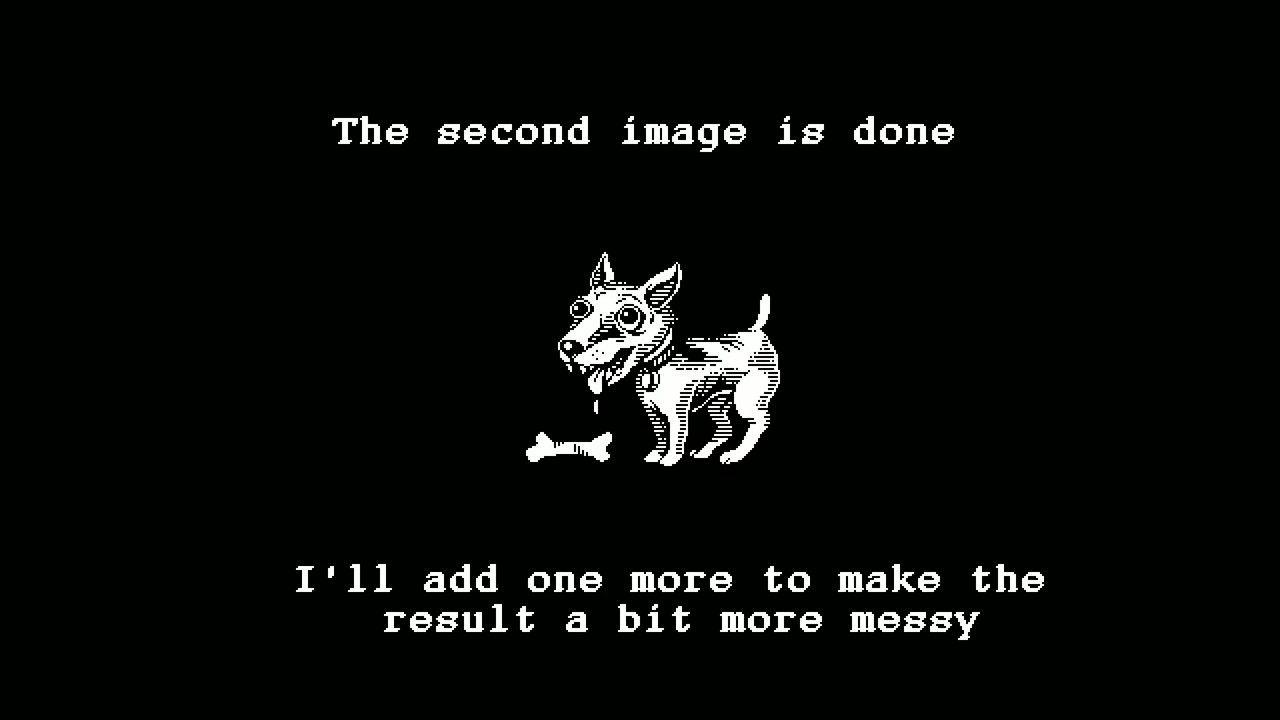 The second image is done
I'll add one more to make the
result a bit more messy